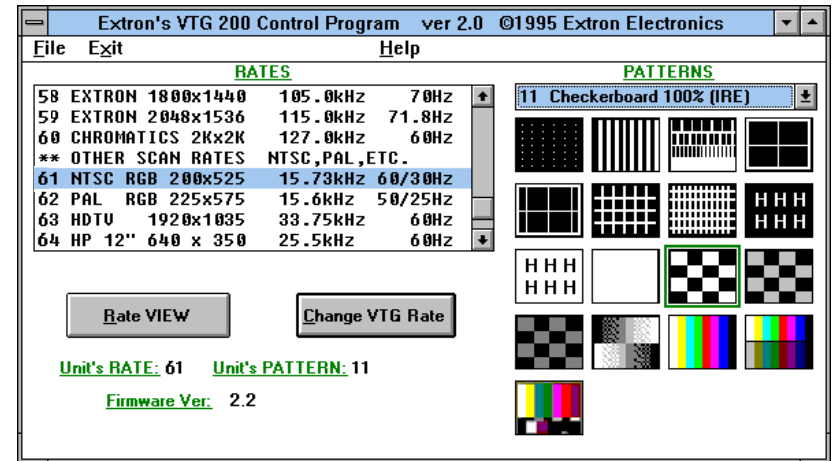 Extron's VTG 200 Control Program ver 2.0 ©1995 Extron Electronics
File Exit Help
RATES
58 EXTRON 1800x1440 105.0kHz 70Hz
59 EXTRON 2048x1536 115.0kHz 71.8Hz
60 CHROMATICS 2Kx2K 127.0kHz 60Hz
** OTHER SCAN RATES NTSC,PAL,ETC.
61 NTSC RGB 200x525 15.73kHz 60/30Hz
62 PAL RGB 225x575 15.6kHz 50/25Hz
63 HDTV 1920x1035 33.75kHz 60Hz
64 HP 12" 640 x 350 25.5kHz 60Hz
Rate VIEW
Change VTG Rate
Unit's RATE: 61 Unit's PATTERN: 11
Firmware Ver: 2.2
PATTERNS
11 Checkerboard 100% (IRE)
H H H
H H H
H H H
H H H